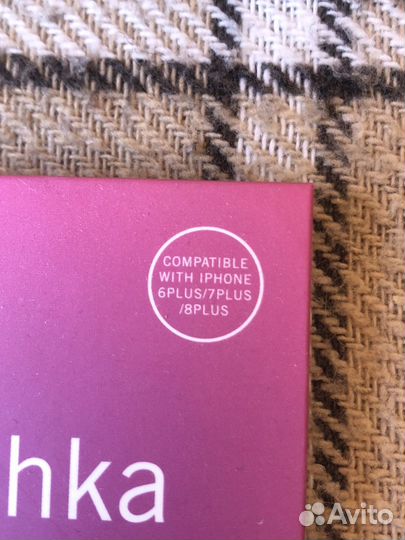 COMPATIBLE
WITH IPHONE
6PLUS/7PLUS
/8PLUS
hka
Avito